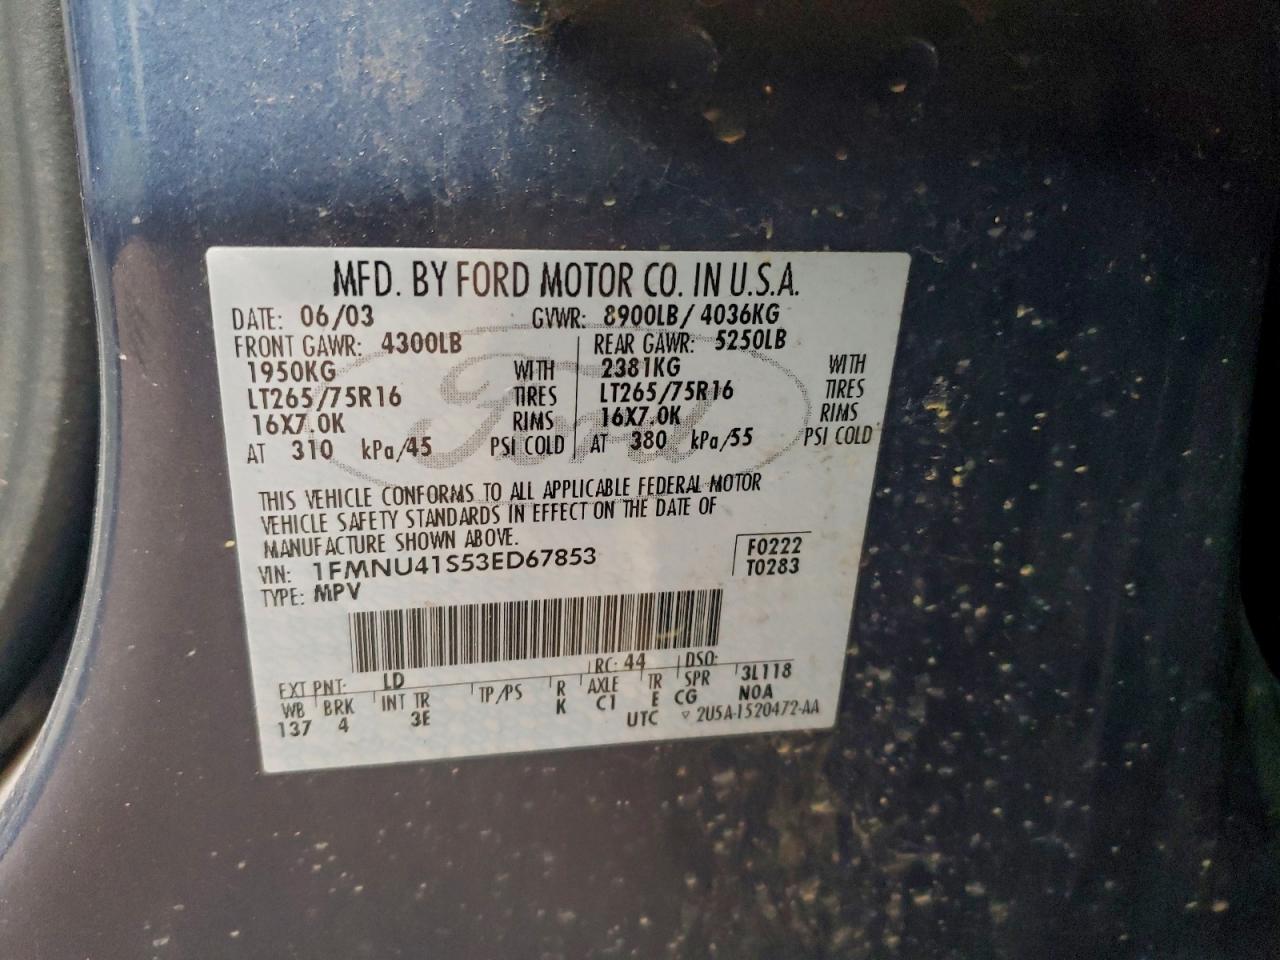 MFD. BY FORD MOTOR CO. IN U.S.A.
DATE: 06/03 GVWR: 8900LB/ 4036KG
FRONT GAWR: 4300LB REAR GAWR: 5250LB
1950KG WITH 2381KG WITH
LT265/75R16 TIRES LT265/75R16 TIRES
16X7.0K RIMS 16X7.0K RIMS
AT 310 kPa/45 PSI COLD AT 380 kPa/55 PSI COLD
Ford
THIS VEHICLE CONFORMS TO ALL APPLICABLE FEDERAL MOTOR
VEHICLE SAFETY STANDARDS IN EFFECT ON THE DATE OF
MANUFACTURE SHOWN ABOVE.
VIN: 1FMNU41S53ED67853 F0222
TYPE: MPV T0283
EXT PNT: LD RC: 44 DSO:
WB BRK INT TR TP/PS R AXLE TR SPR 3L118
137 4 3E K C1 E CG NOA
UTC ▽ 2U5A-1520472-AA